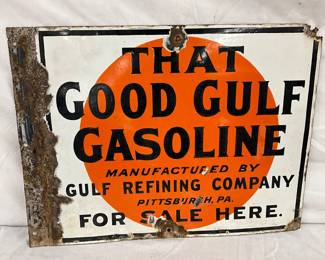 THAT
GOOD GULF
GASOLINE
MANUFACTURED BY
GULF REFINING COMPANY
PITTSBURGH, PA.
FOR SALE HERE.